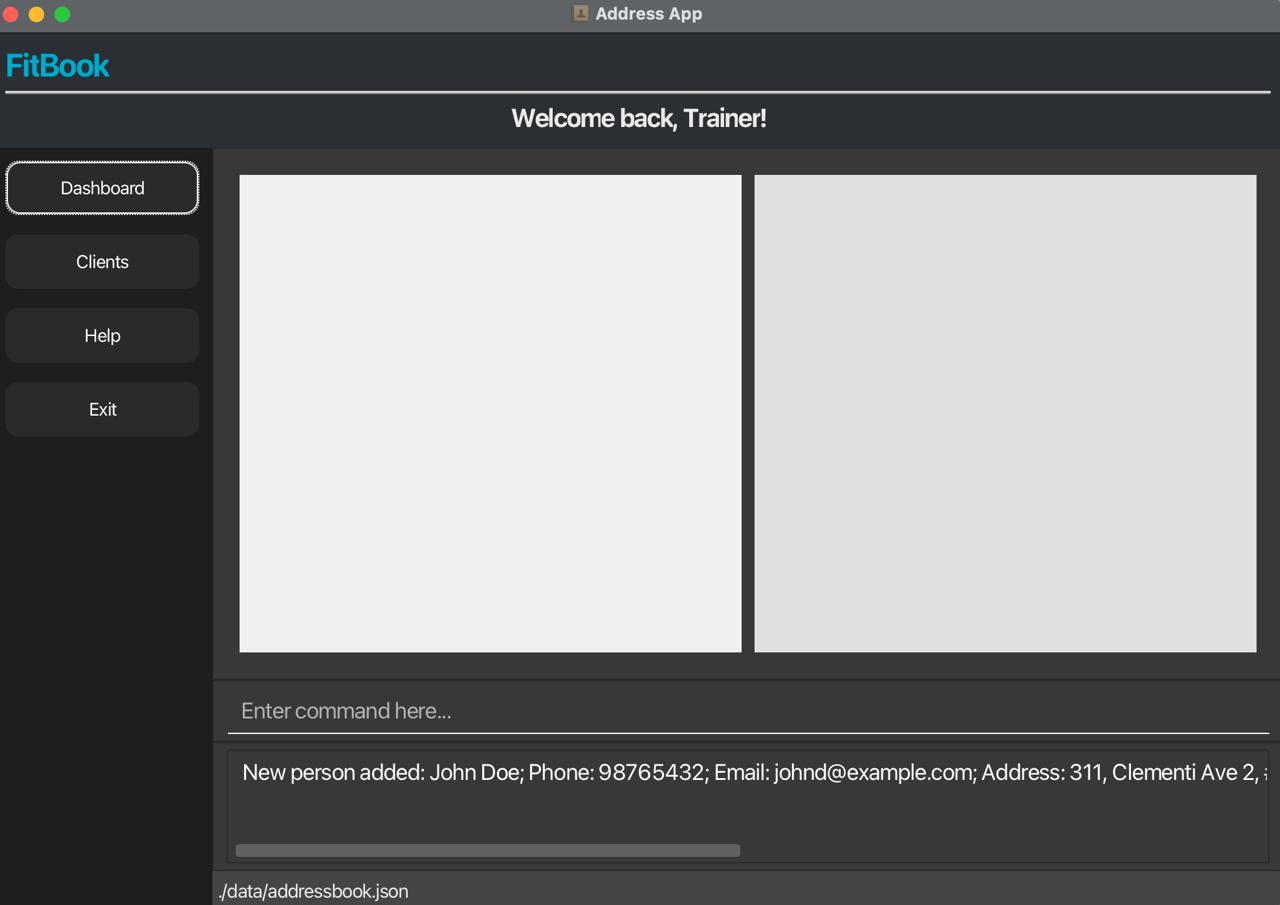 Address App
FitBook
Welcome back, Trainer!
Dashboard
Clients
Help
Exit
Enter command here...
New person added: John Doe; Phone: 98765432; Email: johnd@example.com; Address: 311, Clementi Ave 2,
./data/addressbook.json